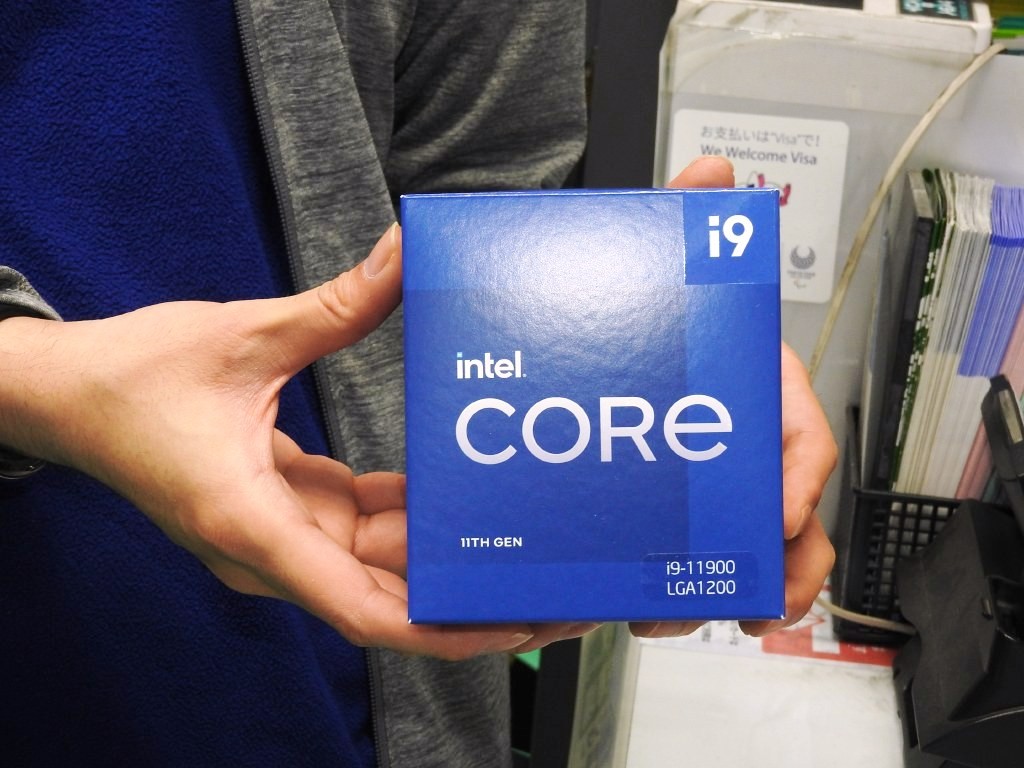 お支払いは"Visa"で!
We Welcome Visa
i9
intel.
CORE
11TH GEN
i9-11900
LGA1200